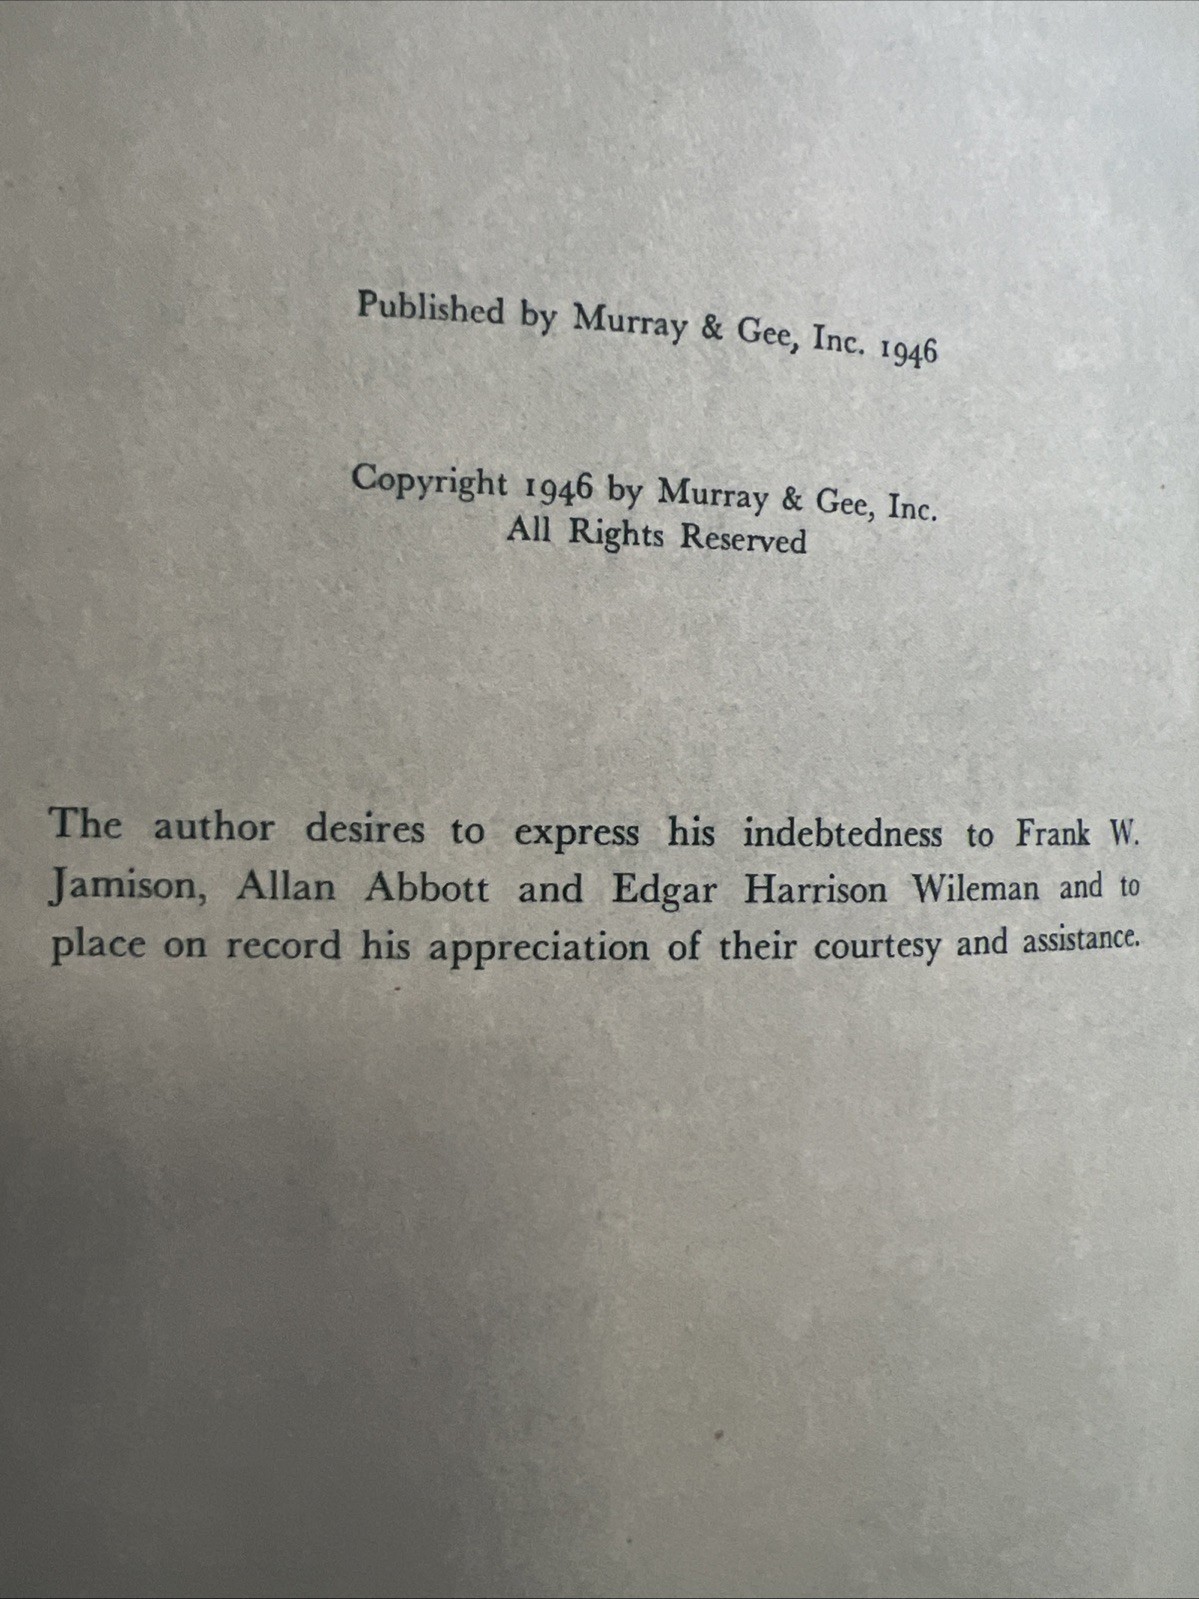 Published by Murray & Gee, Inc. 1946
Copyright 1946 by Murray & Gee, Inc.
All Rights Reserved
The author desires to express his indebtedness to Frank W.
Jamison, Allan Abbott and Edgar Harrison Wileman and to
place on record his appreciation of their courtesy and assistance.